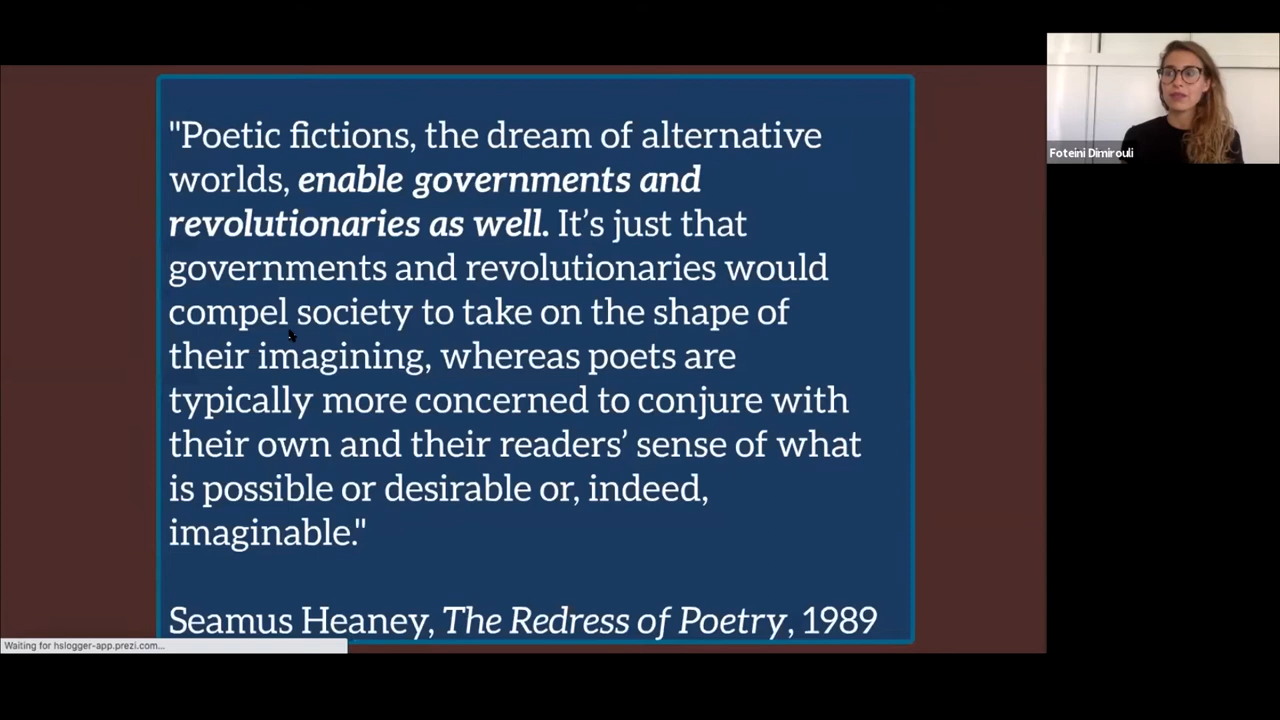 "Poetic fictions, the dream of alternative
worlds, enable governments and
revolutionaries as well. It’s just that
governments and revolutionaries would
compel society to take on the shape of
their imagining, whereas poets are
typically more concerned to conjure with
their own and their readers’ sense of what
is possible or desirable or, indeed,
imaginable."
Seamus Heaney, The Redress of Poetry, 1989
Foteini Dimirouli
Waiting for hslogger-app.prezi.com...